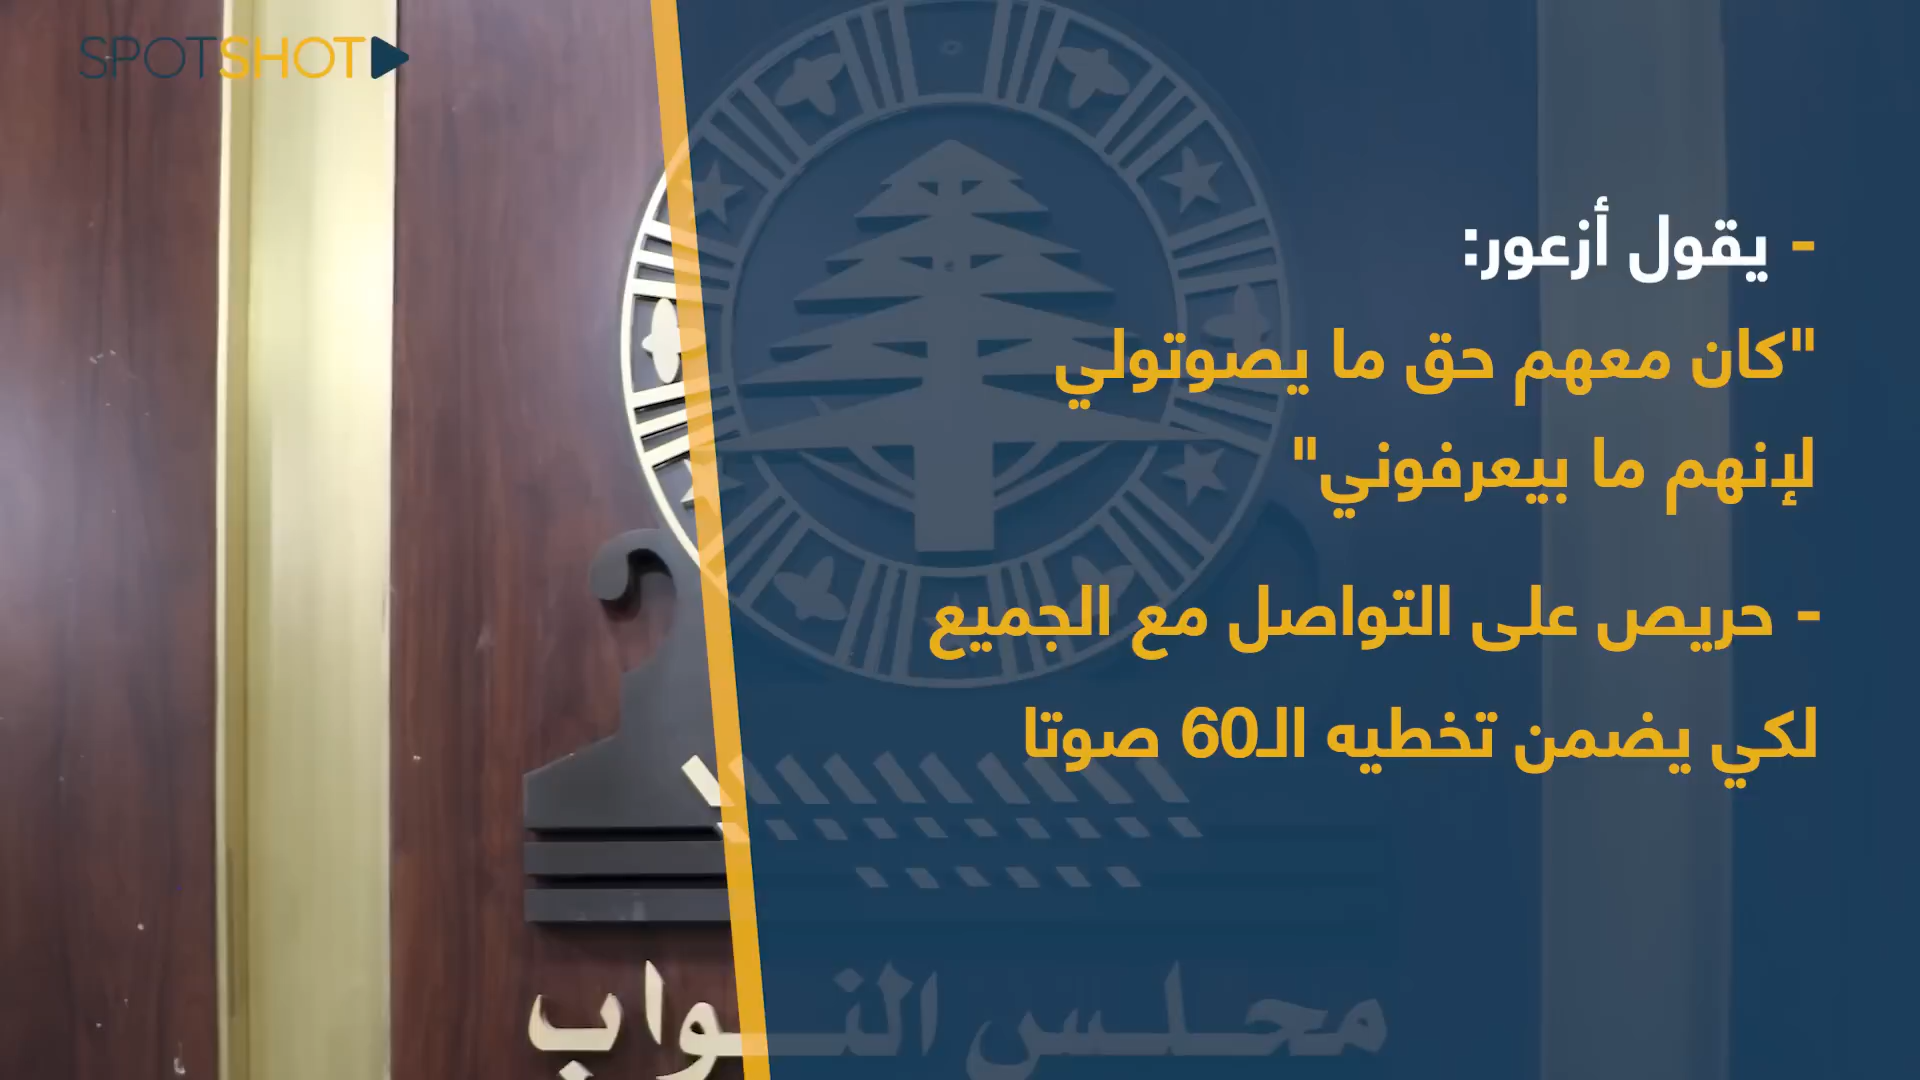 SPOTSHOT
- يقول أزعور:
"كان معهم حق ما يصوتولي
لإنهم ما بيعرفوني"
- حريص على التواصل مع الجميع
لكي يضمن تخطيه الـ60 صوتا
مجلس النواب